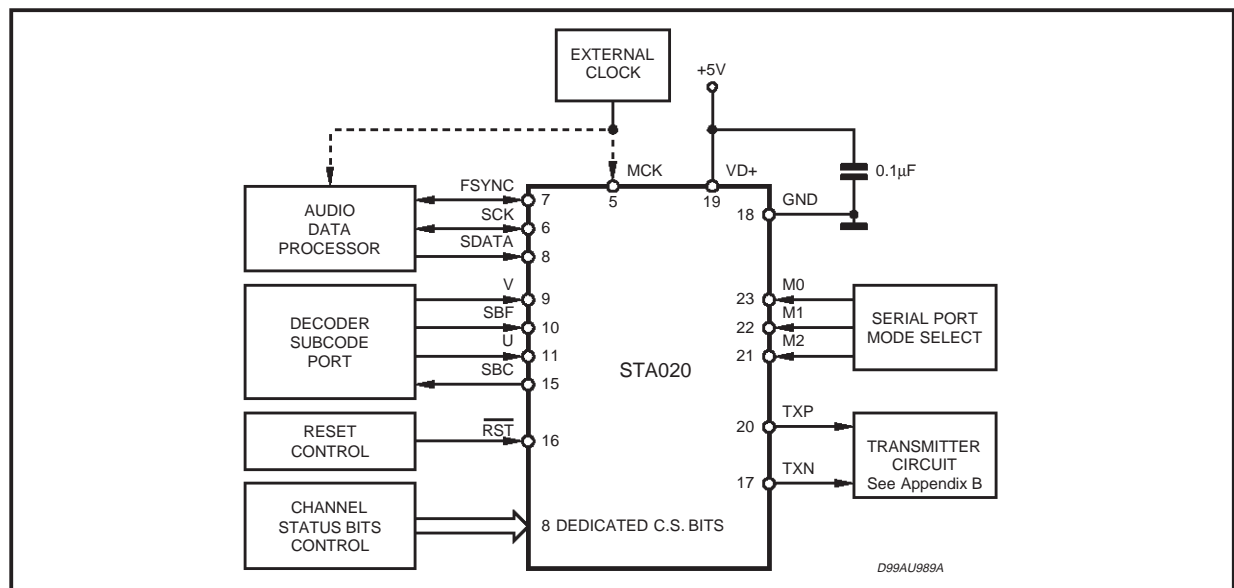 EXTERNAL
CLOCK
+5V
MCK
VD+
0.1µF
5
19
GND
18
AUDIO
DATA
PROCESSOR
FSYNC
7
SCK
6
SDATA
8
DECODER
SUBCODE
PORT
V
9
SBF
10
U
11
SBC
15
STA020
23
M0
22
M1
21
M2
SERIAL PORT
MODE SELECT
RESET
CONTROL
RST
16
20
TXP
17
TXN
TRANSMITTER
CIRCUIT
See Appendix B
CHANNEL
STATUS BITS
CONTROL
8 DEDICATED C.S. BITS
D99AU989A